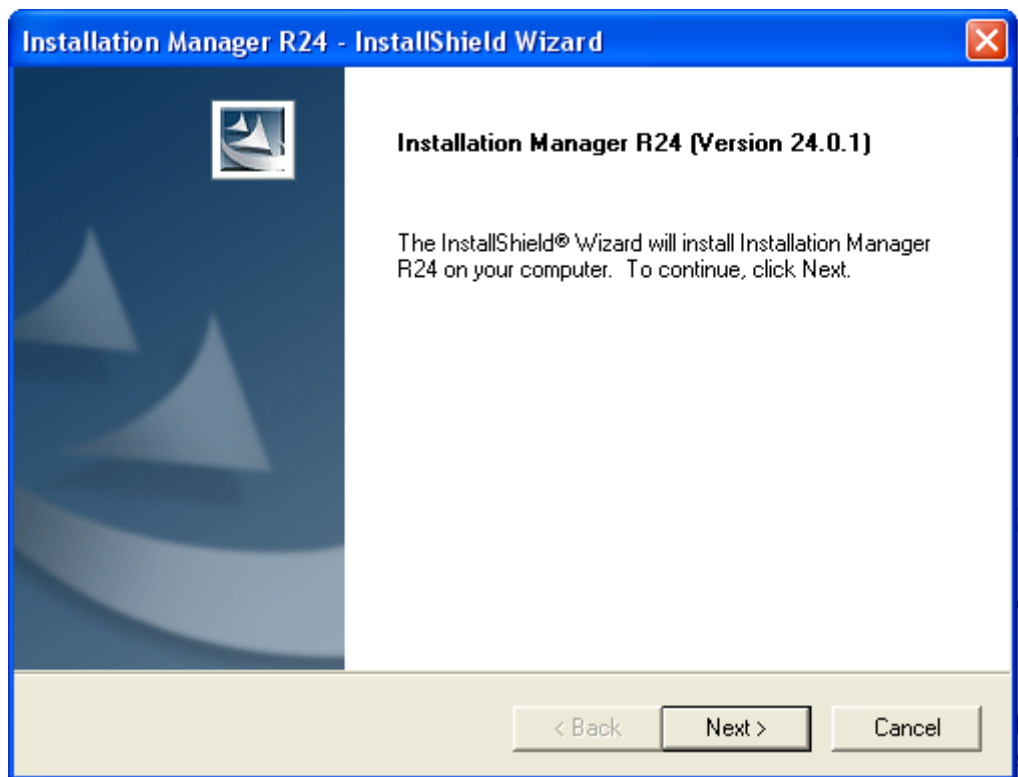 Installation Manager R24 - InstallShield Wizard
Installation Manager R24 (Version 24.0.1)
The InstallShield® Wizard will install Installation Manager
R24 on your computer.  To continue, click Next.
< Back
Next >
Cancel